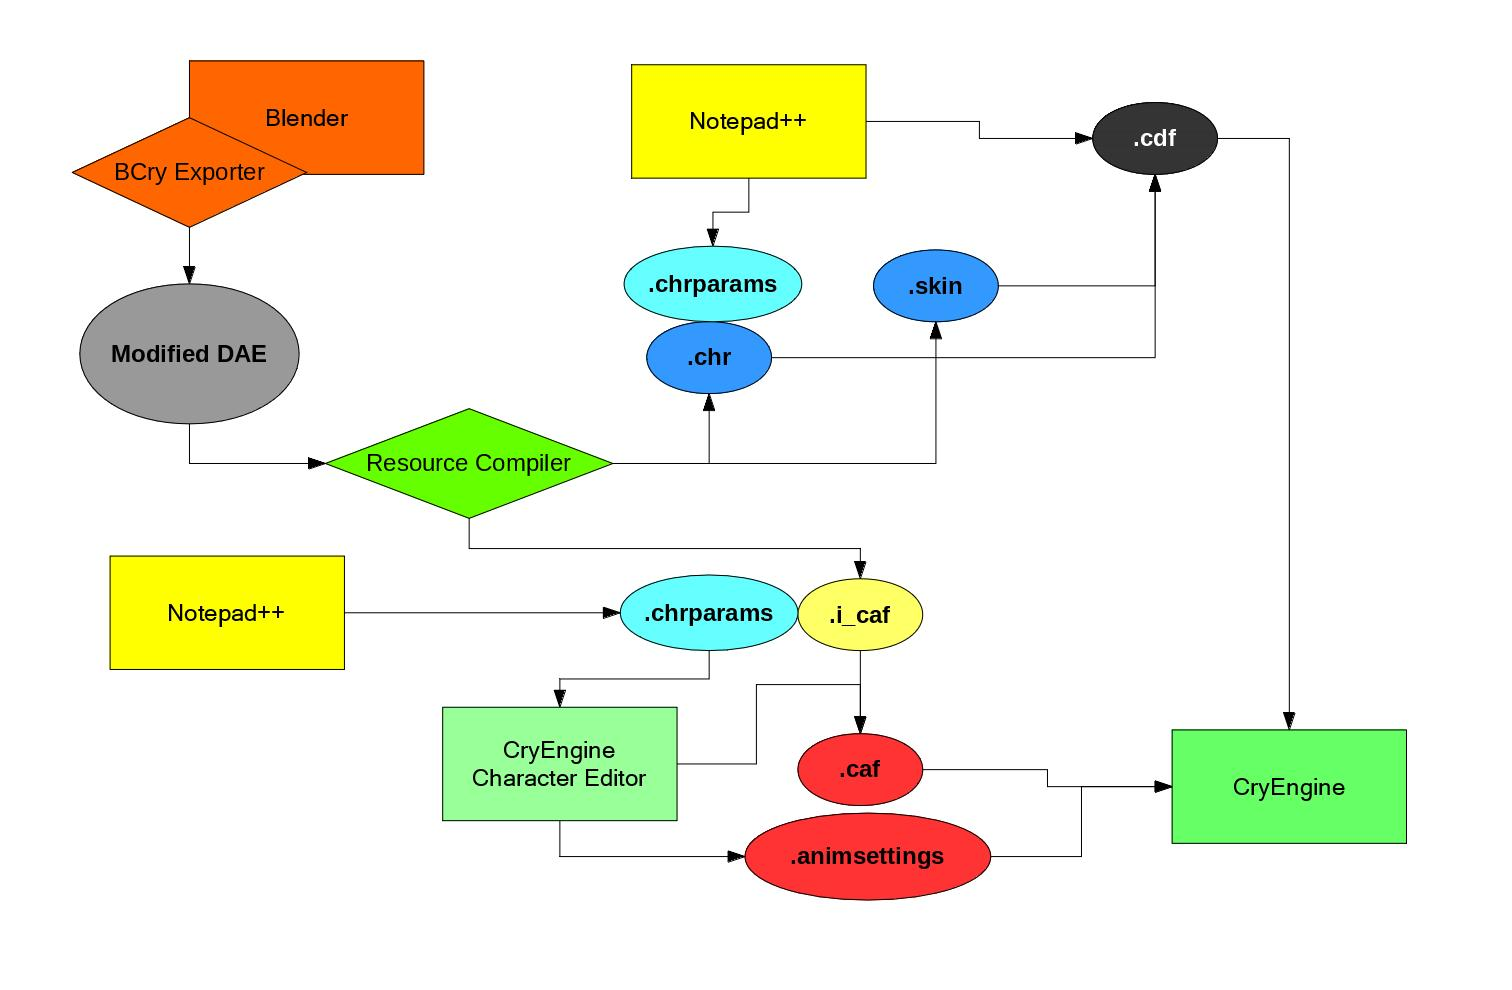 Blender
BCry Exporter
Notepad++
.cdf
.chrparams
.skin
Modified DAE
.chr
Resource Compiler
Notepad++
.chrparams
.i_caf
CryEngine
Character Editor
.caf
CryEngine
.animsettings